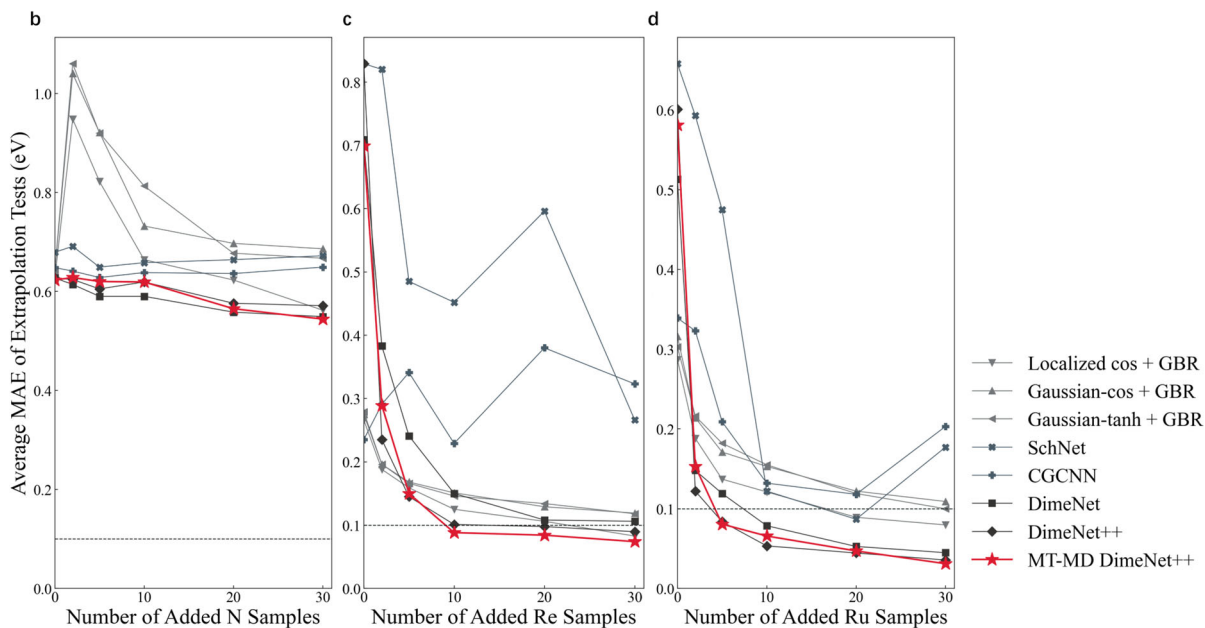 b
c
d
Average MAE of Extrapolation Tests (eV)
1.0
0.8
0.6
0.4
0.2
0.0
0
10
20
30
Number of Added N Samples
0.8
0.7
0.6
0.5
0.4
0.3
0.2
0.1
0.0
0
10
20
30
Number of Added Re Samples
0.6
0.5
0.4
0.3
0.2
0.1
0.0
0
10
20
30
Number of Added Ru Samples
Localized cos + GBR
Gaussian-cos + GBR
Gaussian-tanh + GBR
SchNet
CGCNN
DimeNet
DimeNet++
MT-MD DimeNet++